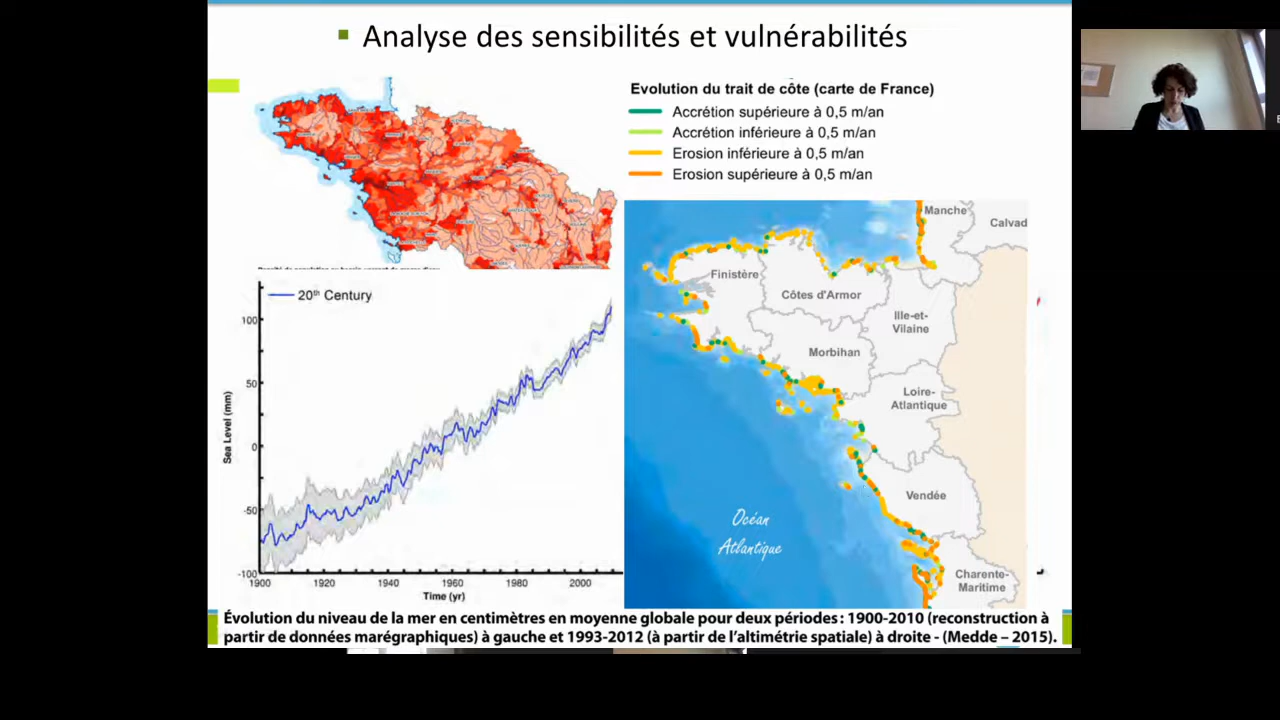 Analyse des sensibilités et vulnérabilités
Evolution du trait de côte (carte de France)
Accrétion supérieure à 0,5 m/an
Accrétion inférieure à 0,5 m/an
Erosion inférieure à 0,5 m/an
Erosion supérieure à 0,5 m/an
Manche
Calvad
Finistère
Côtes d'Armor
Ille-et-
Vilaine
Morbihan
Loire-
Atlantique
Vendée
Charente-
Maritime
Océan
Atlantique
20th Century
Sea Level (mm)
100
50
0
-50
-100
1900
1920
1940
1960
1980
2000
Time (yr)
Évolution du niveau de la mer en centimètres en moyenne globale pour deux périodes : 1900-2010 (reconstruction à
partir de données marégraphiques) à gauche et 1993-2012 (à partir de l'altimétrie spatiale) à droite - (Medde – 2015).